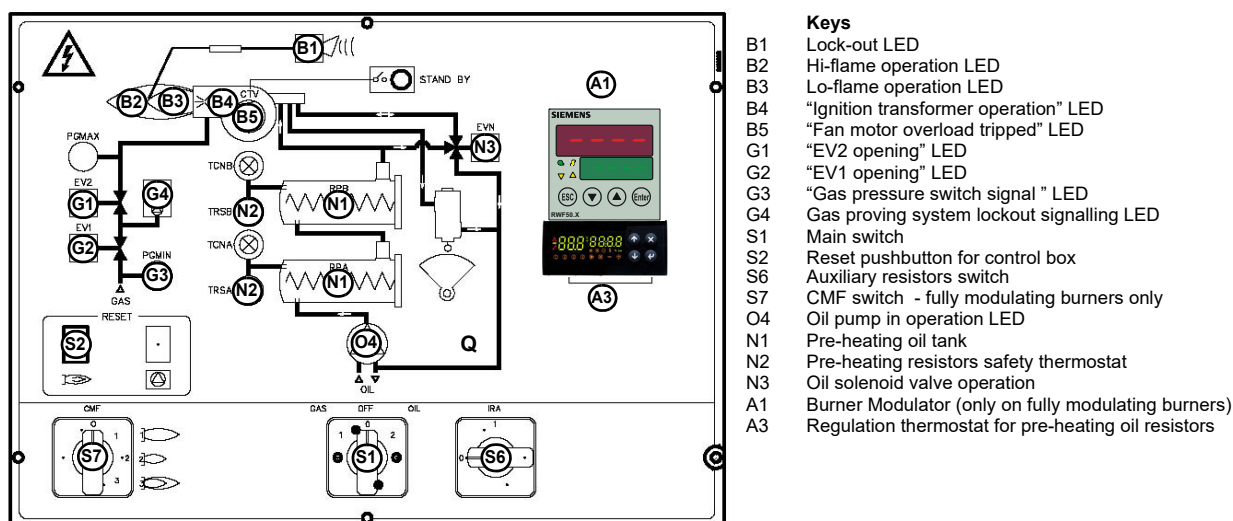 B1
STAND BY
A1
B2
B3
B4
CTV
B5
PGMAX
EVN
N3
SIEMENS
TCNB
EV2
G1
G4
RPB
N1
TRSB
N2
ESC
Enter
RWF50.X
EV1
G2
PGMIN
G3
TCNA
RPA
N1
TRSA
N2
A3
GAS
RESET
S2
O4
Q
OIL
CMF
0
1
2
3
S7
GAS
OFF
OIL
0
1
2
S1
IRA
1
0
S6
Keys
B1 Lock-out LED
B2 Hi-flame operation LED
B3 Lo-flame operation LED
B4 “Ignition transformer operation” LED
B5 “Fan motor overload tripped” LED
G1 “EV2 opening” LED
G2 “EV1 opening” LED
G3 “Gas pressure switch signal ” LED
G4 Gas proving system lockout signalling LED
S1 Main switch
S2 Reset pushbutton for control box
S6 Auxiliary resistors switch
S7 CMF switch - fully modulating burners only
O4 Oil pump in operation LED
N1 Pre-heating oil tank
N2 Pre-heating resistors safety thermostat
N3 Oil solenoid valve operation
A1 Burner Modulator (only on fully modulating burners)
A3 Regulation thermostat for pre-heating oil resistors